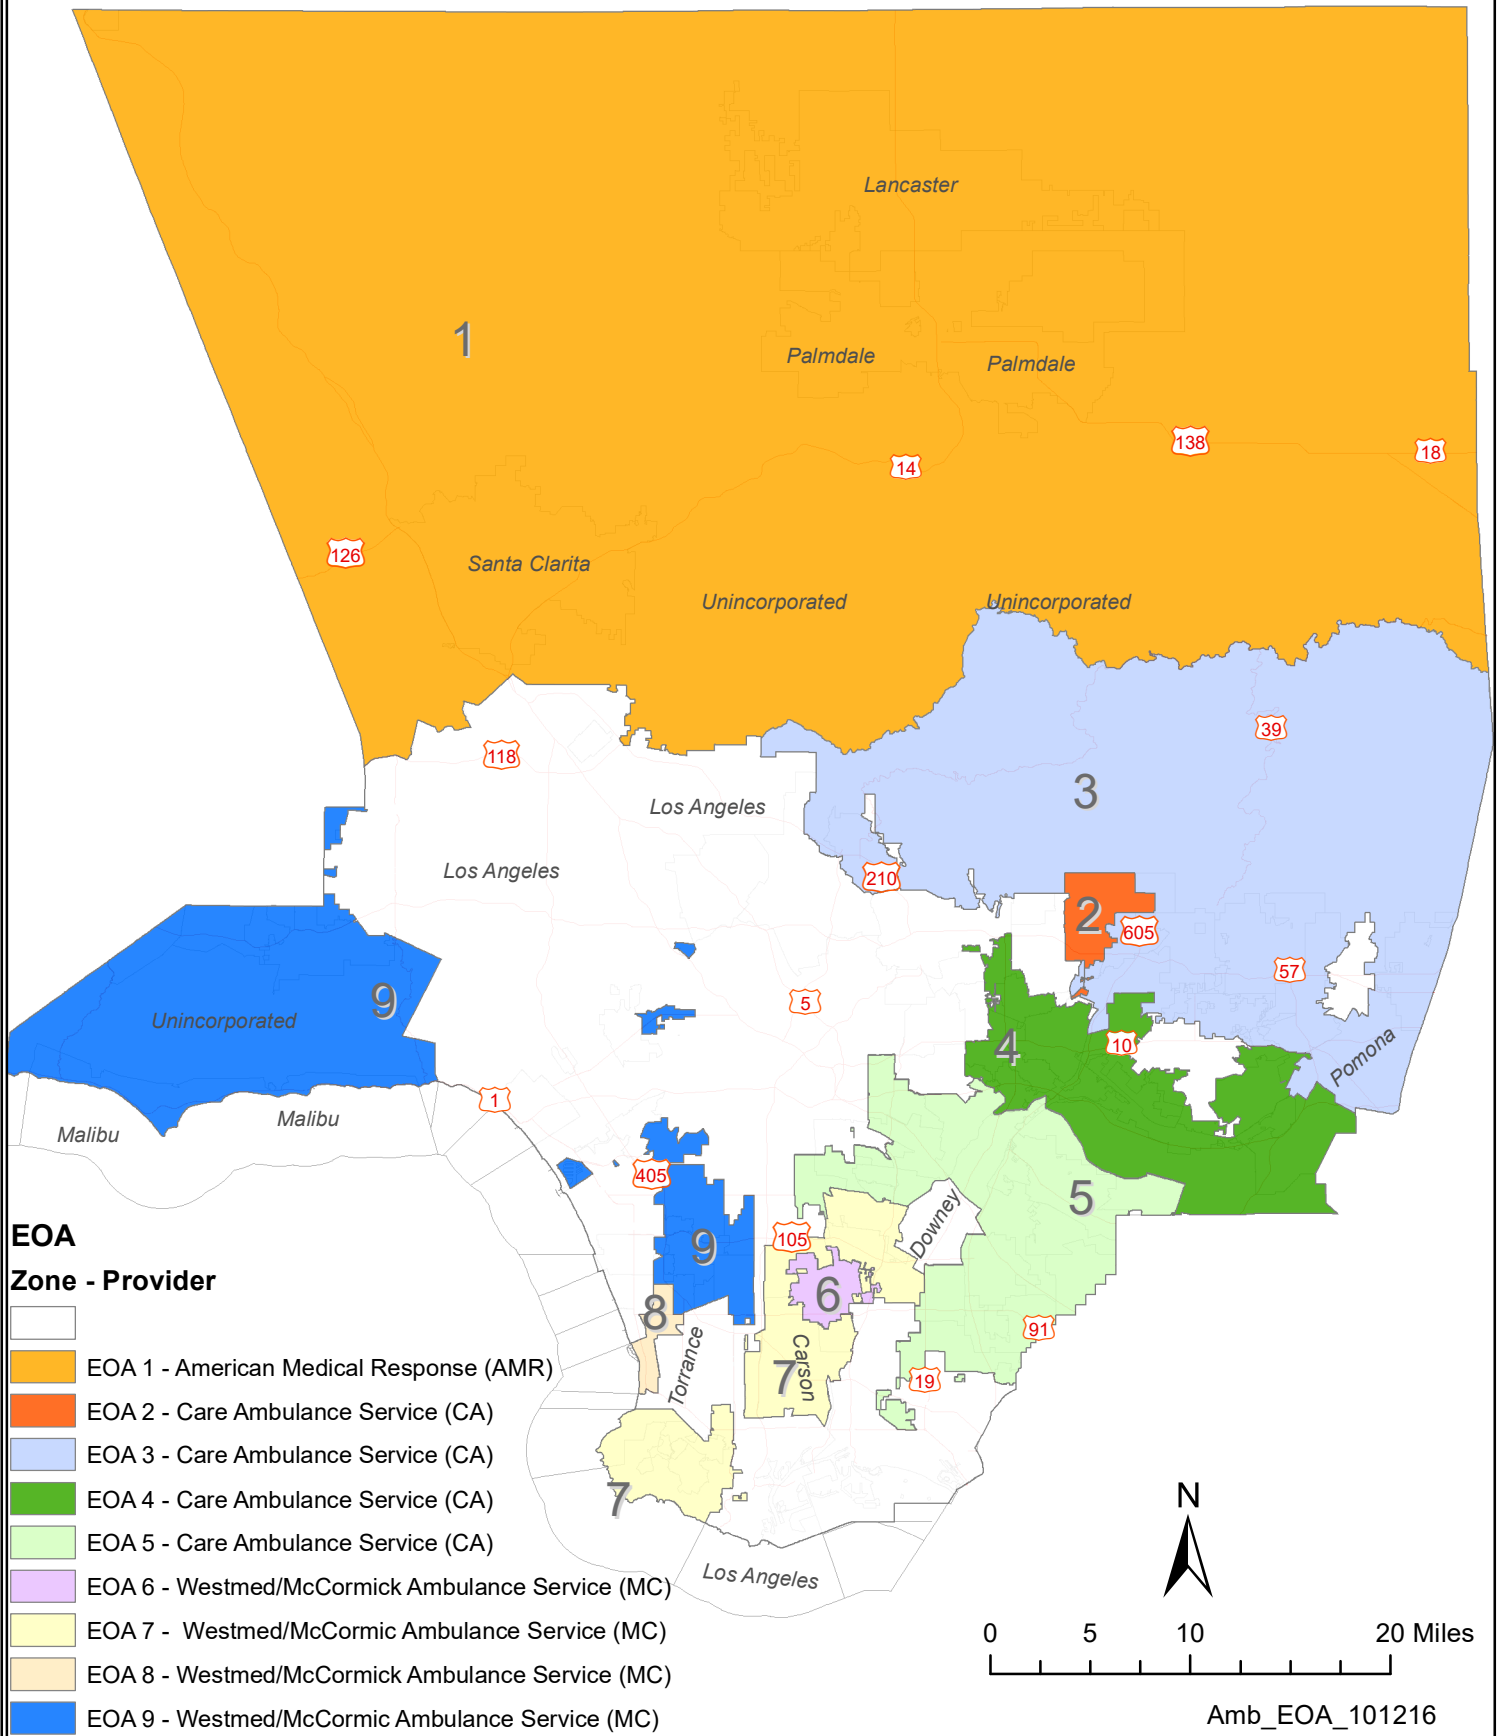 Lancaster
1
Palmdale
Palmdale
138
18
14
126
Santa Clarita
Unincorporated
Unincorporated
39
118
3
Los Angeles
Los Angeles
210
2
605
57
9
5
Unincorporated
4
10
Pomona
1
Malibu
Malibu
405
5
Downey
EOA
105
9
Zone - Provider
6
8
91
Torrance
Carson
7
19
EOA 1 - American Medical Response (AMR)
EOA 2 - Care Ambulance Service (CA)
EOA 3 - Care Ambulance Service (CA)
EOA 4 - Care Ambulance Service (CA)
EOA 5 - Care Ambulance Service (CA)
EOA 6 - Westmed/McCormick Ambulance Service (MC)
EOA 7 - Westmed/McCormic Ambulance Service (MC)
EOA 8 - Westmed/McCormick Ambulance Service (MC)
EOA 9 - Westmed/McCormic Ambulance Service (MC)
7
Los Angeles
N
0 5 10 20 Miles
Amb_EOA_101216